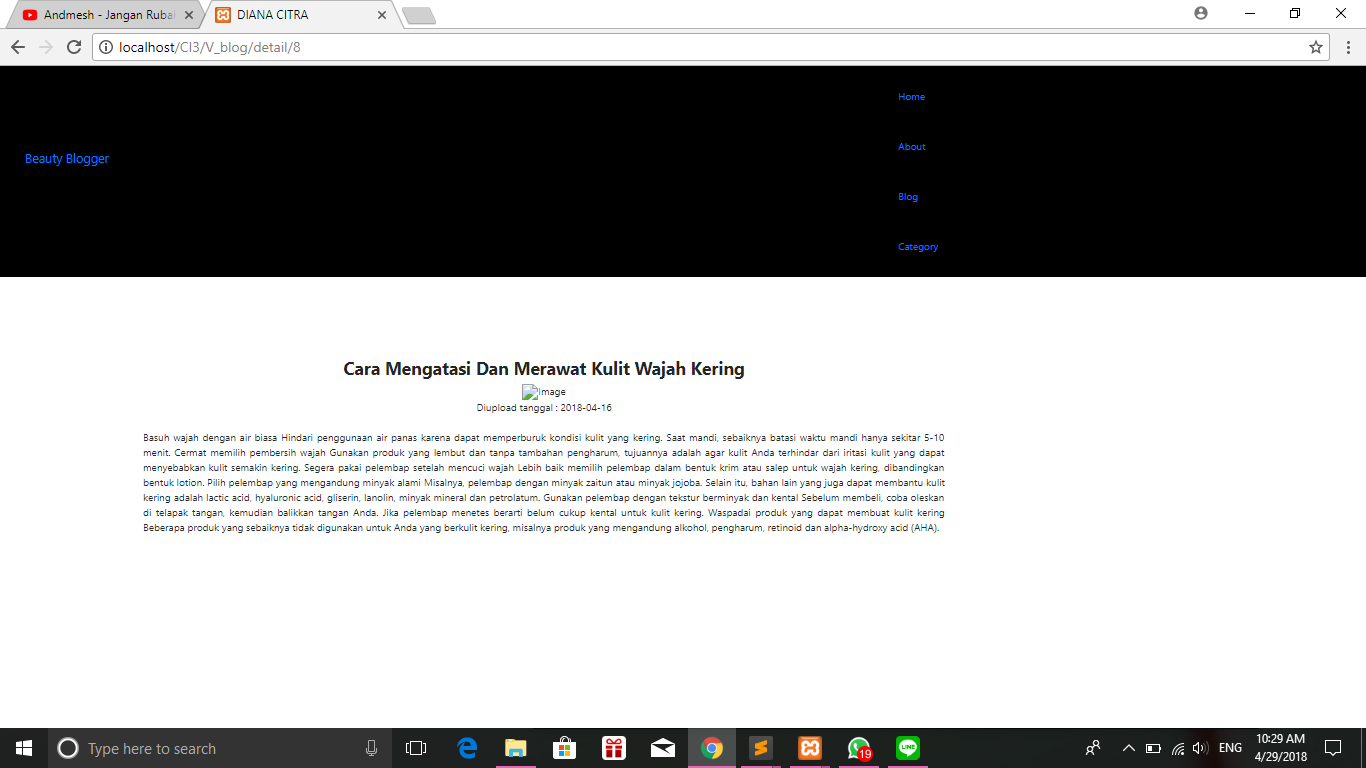 Andmesh - Jangan Ruba
DIANA CITRA
localhost/CI3/V_blog/detail/8
Home
About
Beauty Blogger
Blog
Category
Cara Mengatasi Dan Merawat Kulit Wajah Kering
Image
Diupload tanggal : 2018-04-16
Basuh wajah dengan air biasa Hindari penggunaan air panas karena dapat memperburuk kondisi kulit yang kering. Saat mandi, sebaiknya batasi waktu mandi hanya sekitar 5-10
menit. Cermat memilih pembersih wajah Gunakan produk yang lembut dan tanpa tambahan pengharum, tujuannya adalah agar kulit Anda terhindar dari iritasi kulit yang dapat
menyebabkan kulit semakin kering. Segera pakai pelembap setelah mencuci wajah Lebih baik memilih pelembap dalam bentuk krim atau salep untuk wajah kering, dibandingkan
bentuk lotion. Pilih pelembap yang mengandung minyak alami Misalnya, pelembap dengan minyak zaitun atau minyak jojoba. Selain itu, bahan lain yang juga dapat membantu kulit
kering adalah lactic acid, hyaluronic acid, gliserin, lanolin, minyak mineral dan petrolatum. Gunakan pelembap dengan tekstur berminyak dan kental Sebelum membeli, coba oleskan
di telapak tangan, kemudian balikkan tangan Anda. Jika pelembap menetes berarti belum cukup kental untuk kulit kering. Waspadai produk yang dapat membuat kulit kering
Beberapa produk yang sebaiknya tidak digunakan untuk Anda yang berkulit kering, misalnya produk yang mengandung alkohol, pengharum, retinoid dan alpha-hydroxy acid (AHA).
Type here to search
19
LINE
ENG
10:29 AM
4/29/2018